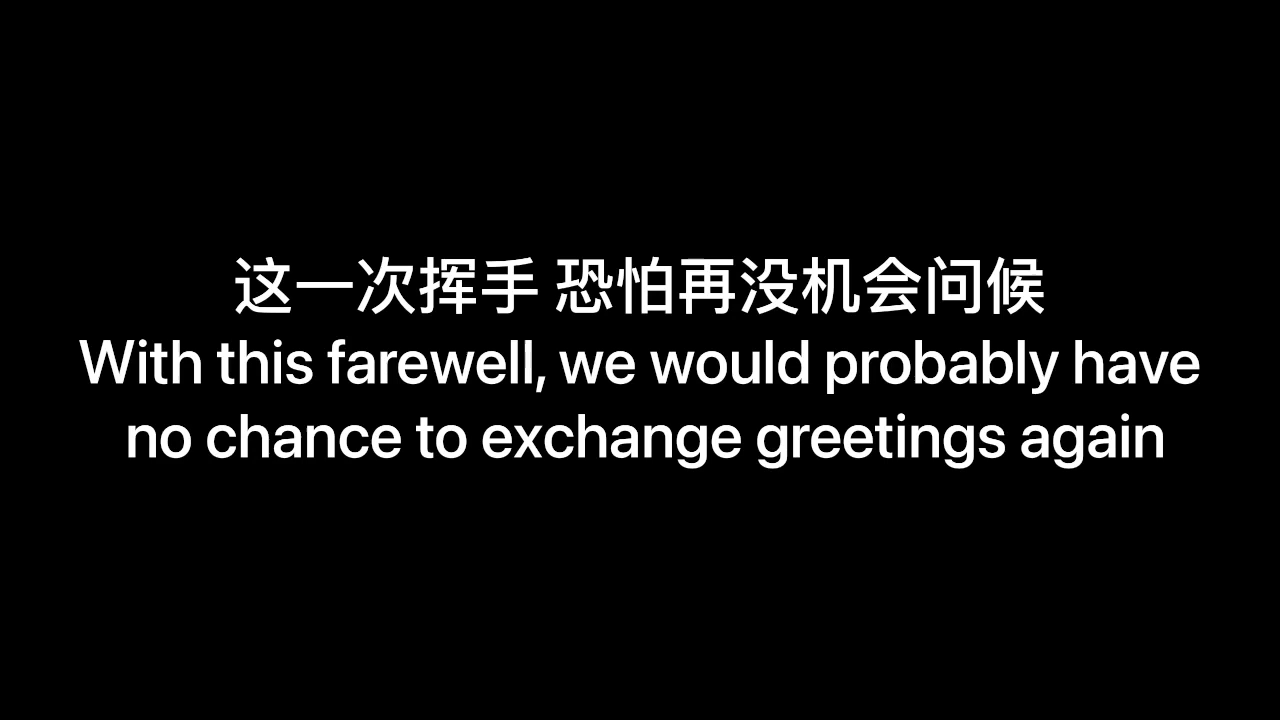 这一次挥手 恐怕再没机会问候
With this farewell, we would probably have
no chance to exchange greetings again